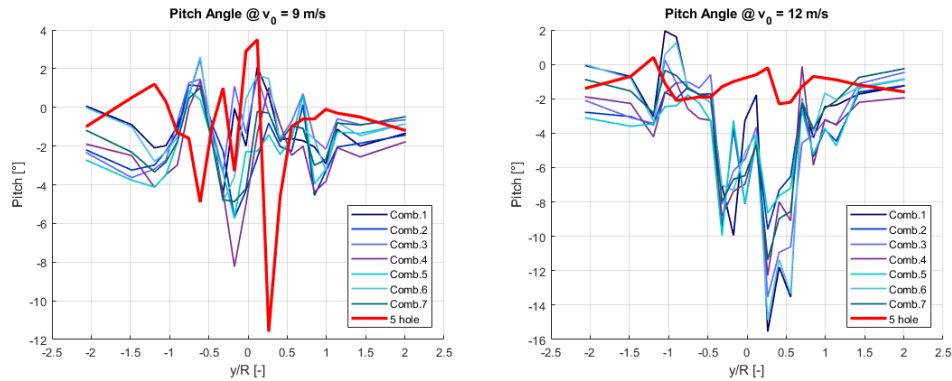 Pitch Angle @ v0 = 9 m/s
4
2
0
-2
-4
-6
-8
-10
-12
Pitch [°]
-2.5 -2 -1.5 -1 -0.5 0 0.5 1 1.5 2 2.5
y/R [-]
Comb.1
Comb.2
Comb.3
Comb.4
Comb.5
Comb.6
Comb.7
5 hole
Pitch Angle @ v0 = 12 m/s
2
0
-2
-4
-6
-8
-10
-12
-14
-16
Pitch [°]
-2.5 -2 -1.5 -1 -0.5 0 0.5 1 1.5 2 2.5
y/R [-]
Comb.1
Comb.2
Comb.3
Comb.4
Comb.5
Comb.6
Comb.7
5 hole